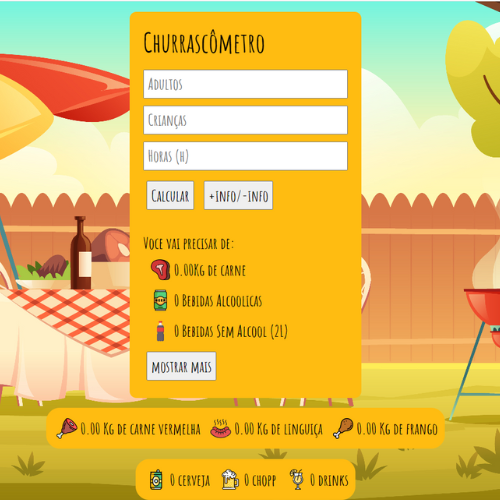 Churrascômetro
Adultos
Crianças
Horas (h)
Calcular +info/-info
Voce vai precisar de:
0.00Kg de carne
0 Bebidas Alcoolicas
0 Bebidas Sem Alcool (2L)
mostrar mais
0.00 Kg de carne vermelha 0.00 Kg de linguiça 0.00 Kg de frango
0 cerveja 0 chopp 0 drinks